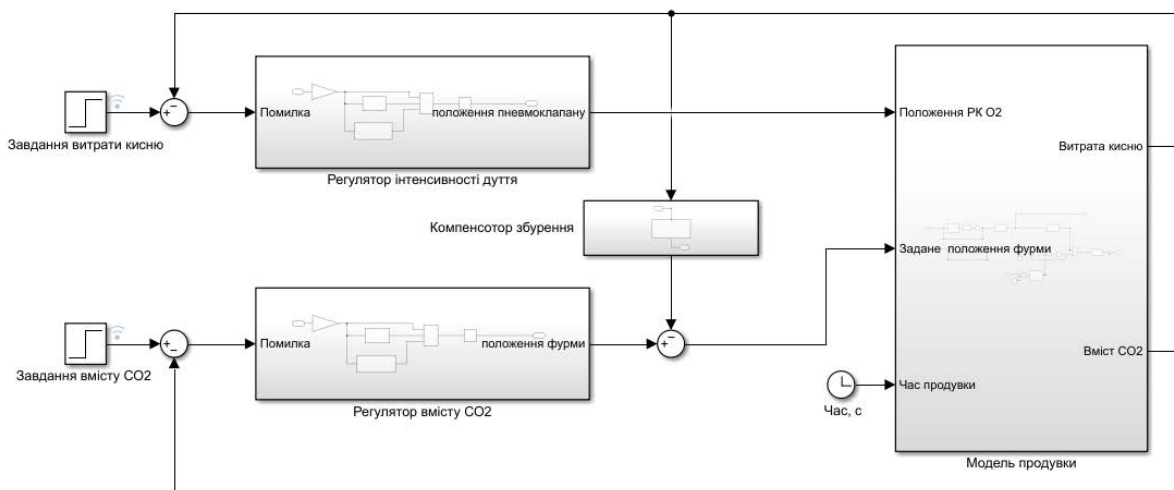 Завдання витрати кисню
Помилка
положення пневмоклапану
Регулятор інтенсивності дуття
Положення РК О2
Витрата кисню
Компенсотор збурення
Задане положення фурми
Завдання вмісту СО2
Помилка
положення фурми
Регулятор вмісту СО2
Вміст СО2
Час продувки
Час, с
Модель продувки